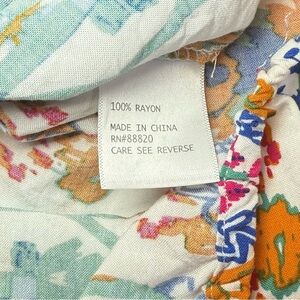 100% RAYON
MADE IN CHINA
RN#88820
CARE SEE REVERSE